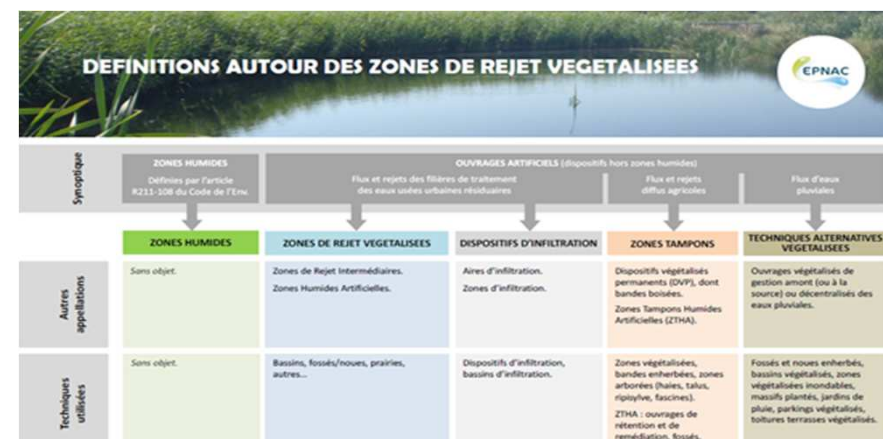 DEFINITIONS AUTOUR DES ZONES DE REJET VEGETALISEES
EPNAC
Synoptique
ZONES HUMIDES
Définies par l'article
R211-108 du Code de l'Env.
OUVRAGES ARTIFICIELS (dispositifs hors zones humides)
Flux et rejets des filières de traitement
des eaux usées urbaines résiduaires
Flux et rejets
diffus agricoles
Flux d'eaux
pluviales
ZONES HUMIDES
ZONES DE REJET VEGETALISEES
DISPOSITIFS D'INFILTRATION
ZONES TAMPONS
TECHNIQUES ALTERNATIVES
VEGETALISEES
Autres
appellations
Sans objet.
Zones de Rejet Intermédiaires.
Zones Humides Artificielles.
Aires d'infiltration.
Zones d'infiltration.
Dispositifs végétalisés
permanents (DVP), dont
bandes boisées.
Zones Tampons Humides
Artificielles (ZTHA).
Ouvrages végétalisés de
gestion amont (ou à la
source) ou décentralisés des
eaux pluviales.
Techniques
utilisées
Sans objet.
Bassins, fossés/noues, prairies,
autres...
Dispositifs d'infiltration,
bassins d'infiltration.
Zones végétalisées,
bandes enherbées, zones
arborées (haies, talus,
ripisylve, fascines).
ZTHA : ouvrages de
rétention et de
remédiation, fossés.
Fossés et noues enherbés,
bassins végétalisés, zones
végétalisées inondables,
massifs plantés, jardins de
pluie, parkings végétalisés,
toitures terrasses végétalisés.